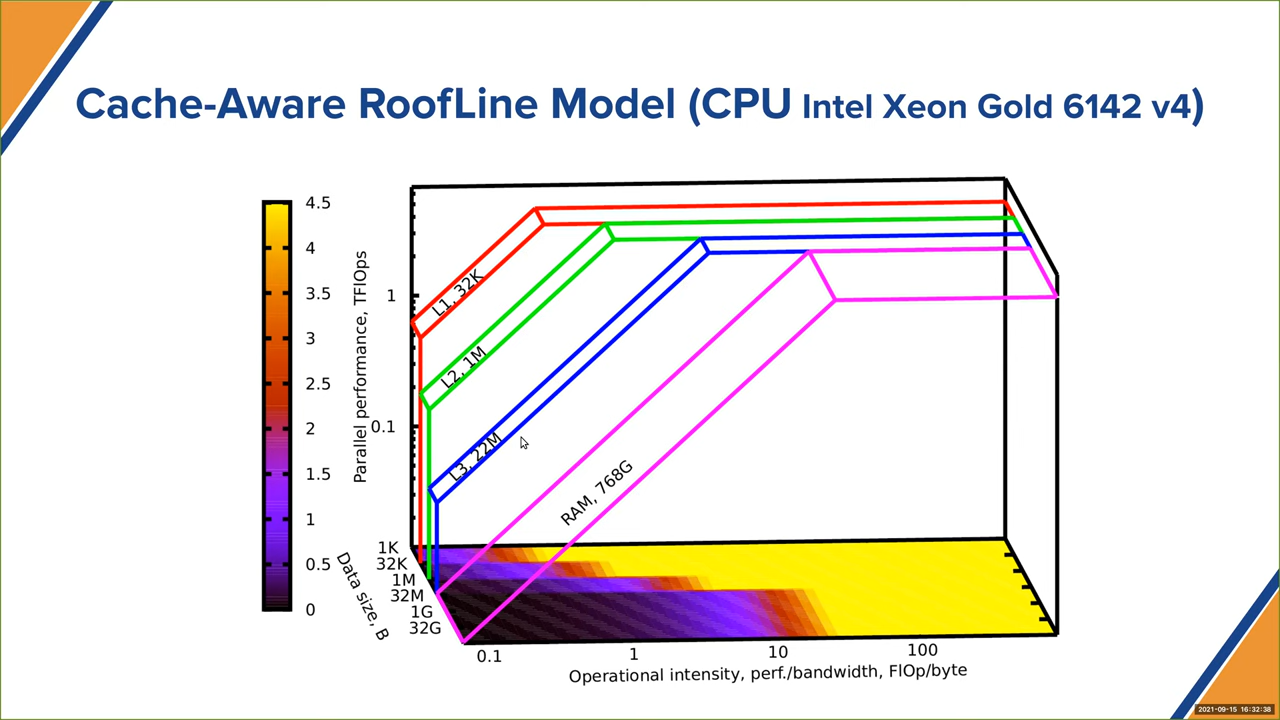 Cache-Aware RoofLine Model (CPU Intel Xeon Gold 6142 v4)
4.5
4
3.5
3
2.5
2
1.5
1
0.5
0
Parallel performance, TFlOps
1
0.1
L1, 32K
L2, 1M
L3, 22M
RAM, 768G
Data size, B
1K
32K
1M
32M
1G
32G
0.1
1
10
100
Operational intensity, perf./bandwidth, FlOp/byte
2021-09-15 16:32:38